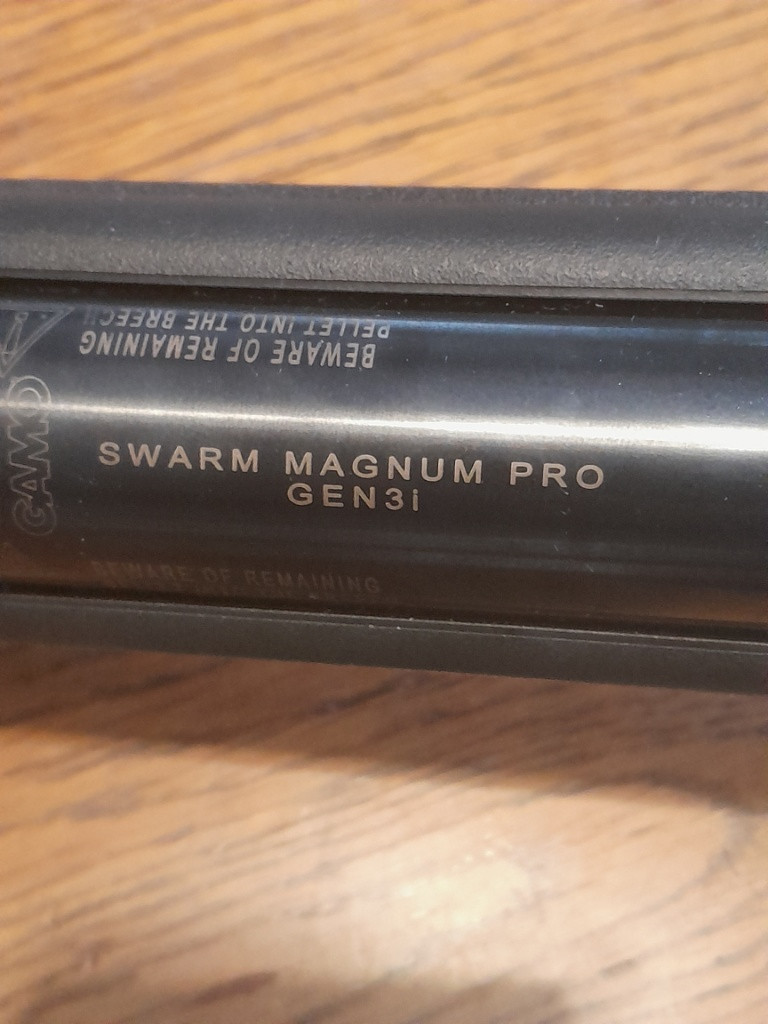 BEWARE OF REMAINING
PELLET INTO THE BREECH
GAMO
SWARM MAGNUM PRO
GEN3i
BEWARE OF REMAINING